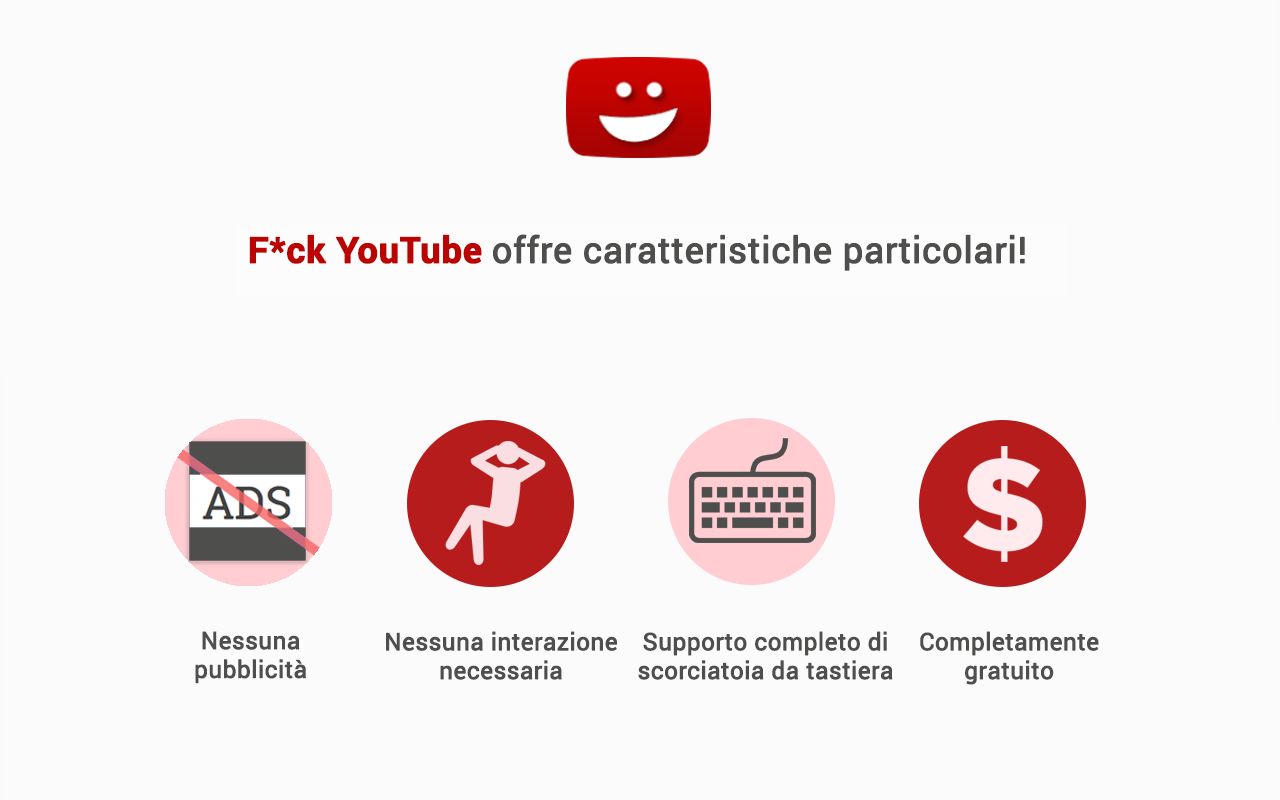 F*ck YouTube offre caratteristiche particolari!
ADS
Nessuna
pubblicità
Nessuna interazione
necessaria
Supporto completo di
scorciatoia da tastiera
$
Completamente
gratuito